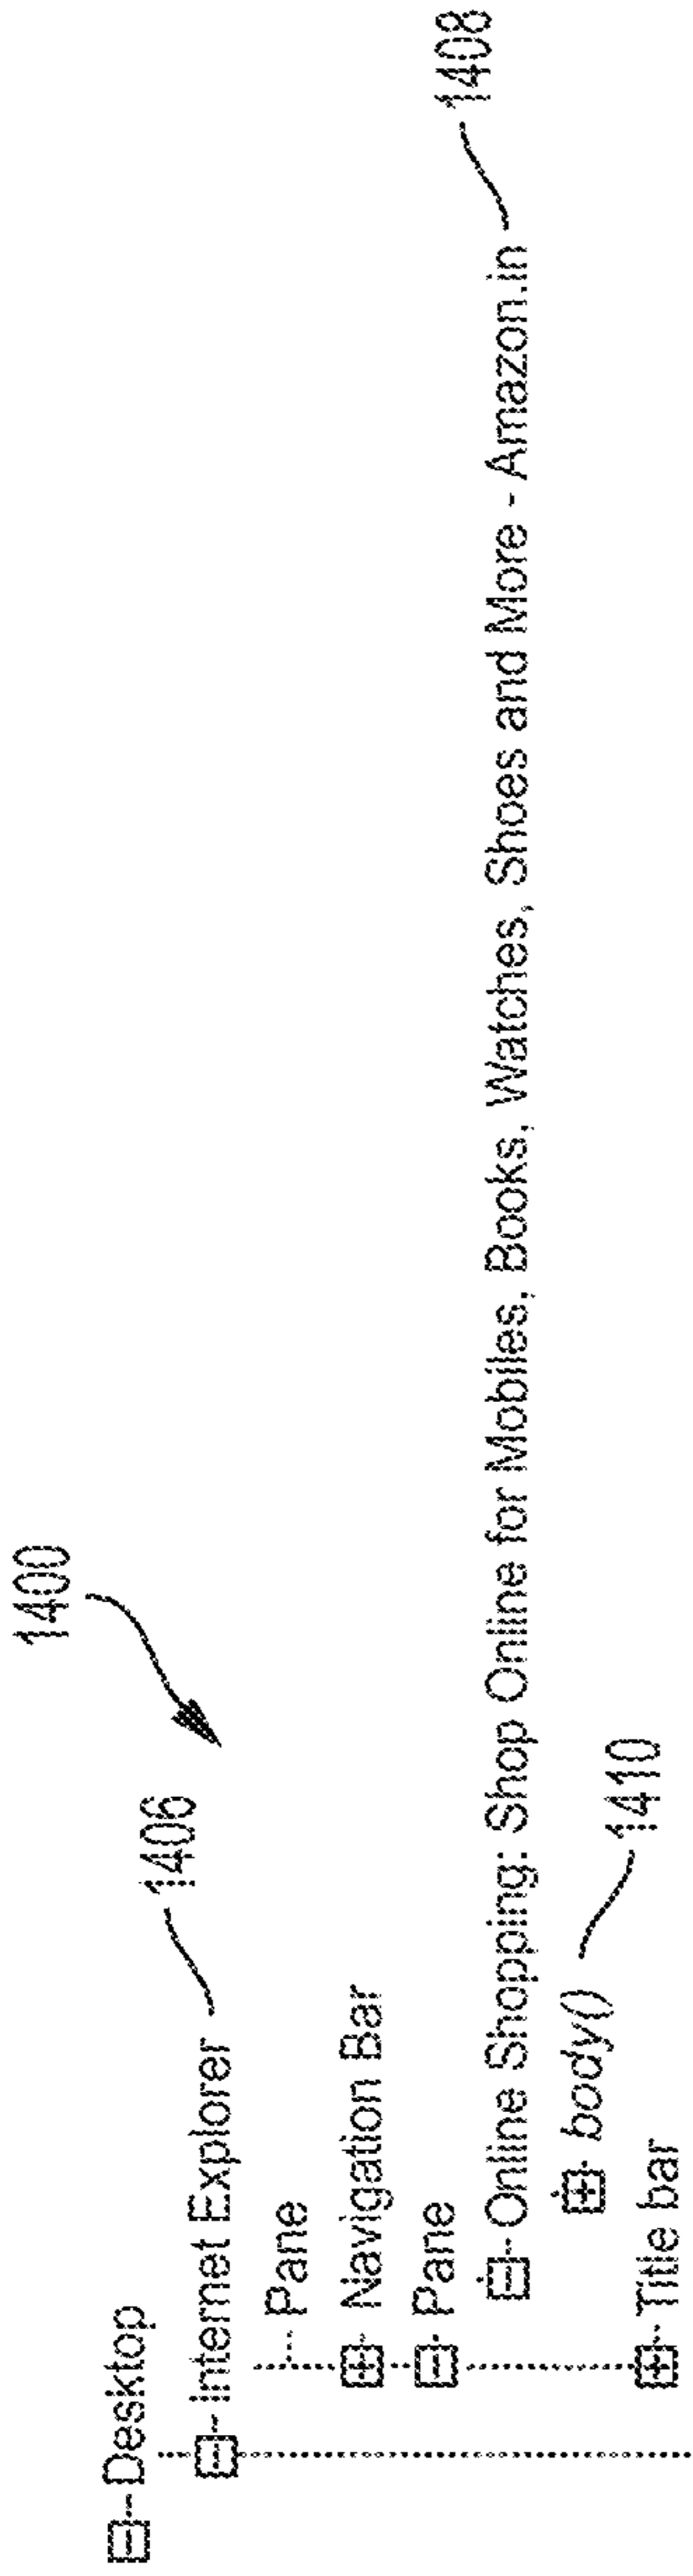 1400
Desktop
Internet Explorer 1406
Pane
Navigation Bar
Pane
Online Shopping: Shop Online for Mobiles, Books, Watches, Shoes and More - Amazon.in 1408
body() 1410
Title bar